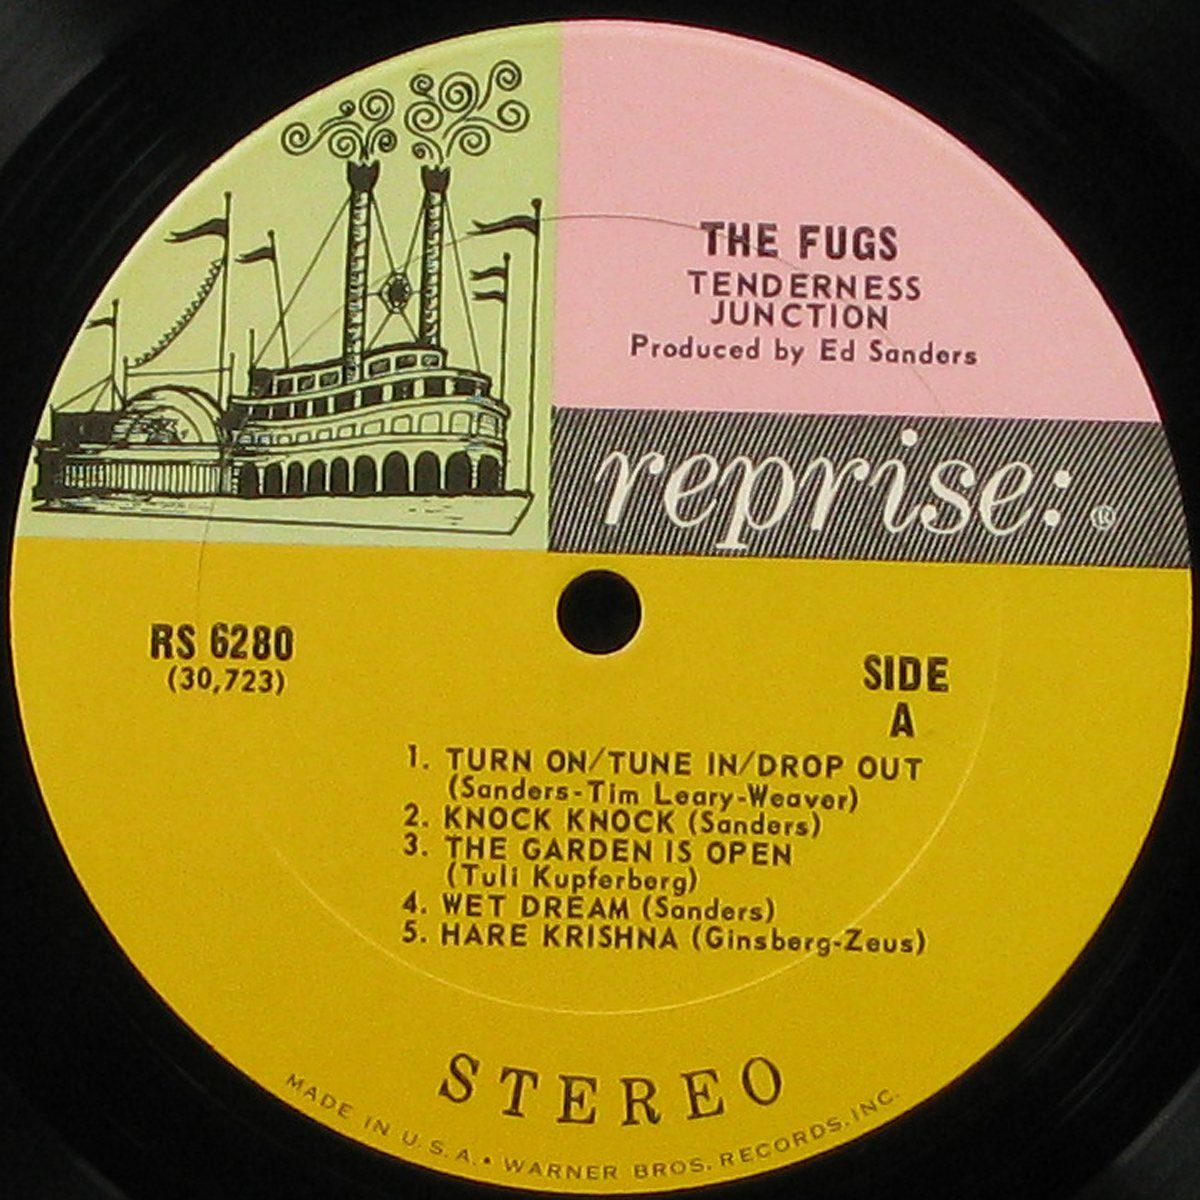 THE FUGS
TENDERNESS
JUNCTION
Produced by Ed Sanders
reprise: ®
RS 6280
(30,723)
SIDE
A
1. TURN ON/TUNE IN/DROP OUT
(Sanders-Tim Leary-Weaver)
2. KNOCK KNOCK (Sanders)
3. THE GARDEN IS OPEN
(Tuli Kupferberg)
4. WET DREAM (Sanders)
5. HARE KRISHNA (Ginsberg-Zeus)
STEREO
MADE IN U.S.A. • WARNER BROS. RECORDS, INC.